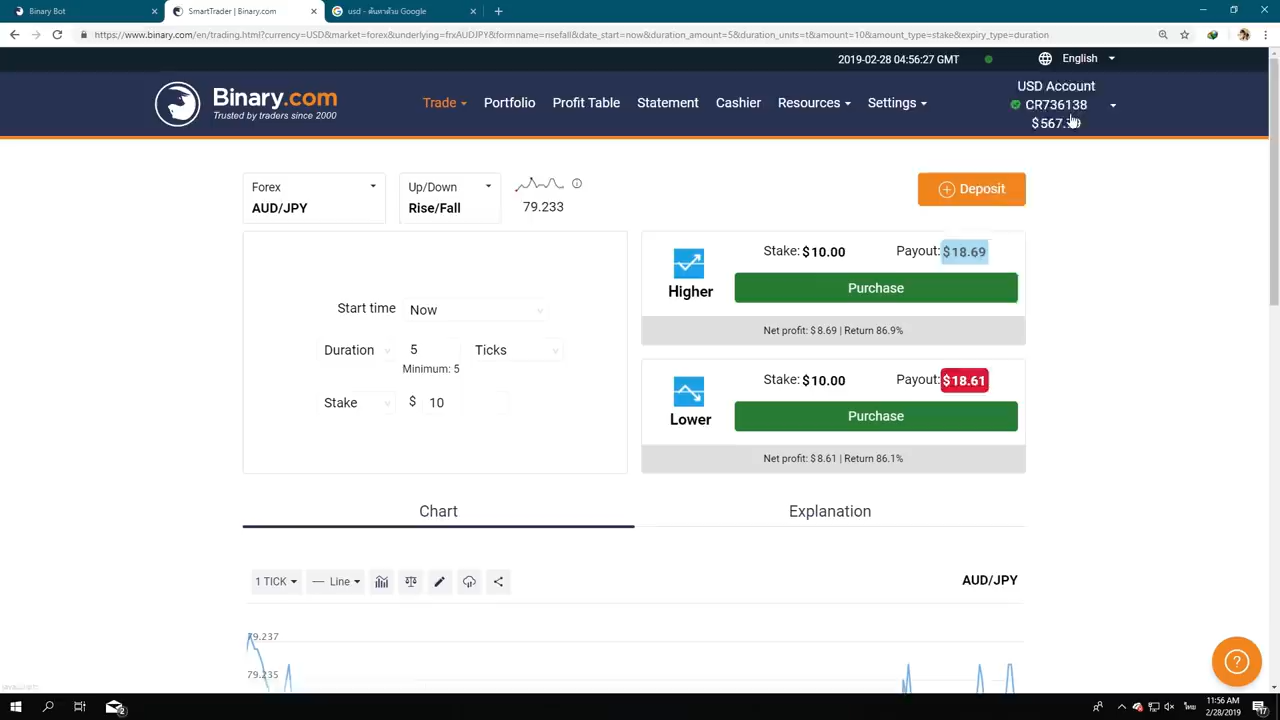 Binary Bot
SmartTrader | Binary.com
usd - ค้นหาด้วย Google
https://www.binary.com/en/trading.html?currency=USD&market=forex&underlying=frxAUDJPY&formname=risefall&date_start=now&duration_amount=5&duration_units=t&amount=10&amount_type=stake&expiry_type=duration
2019-02-28 04:56:27 GMT
English
Binary.com
Trusted by traders since 2000
Trade
Portfolio
Profit Table
Statement
Cashier
Resources
Settings
USD Account
CR736138
Forex
AUD/JPY
Up/Down
Rise/Fall
79.233
Deposit
Start time
Now
Duration
5
Ticks
Minimum: 5
Stake
$
10
Higher
Stake: $10.00
Payout: $18.69
Purchase
Net profit: $8.69 | Return 86.9%
Lower
Stake: $10.00
Payout: $18.61
Purchase
Net profit: $8.61 | Return 86.1%
Chart
Explanation
1 TICK
Line
AUD/JPY
79.237
79.235
?
11:56 AM
2/28/2019
2
17
ไทย